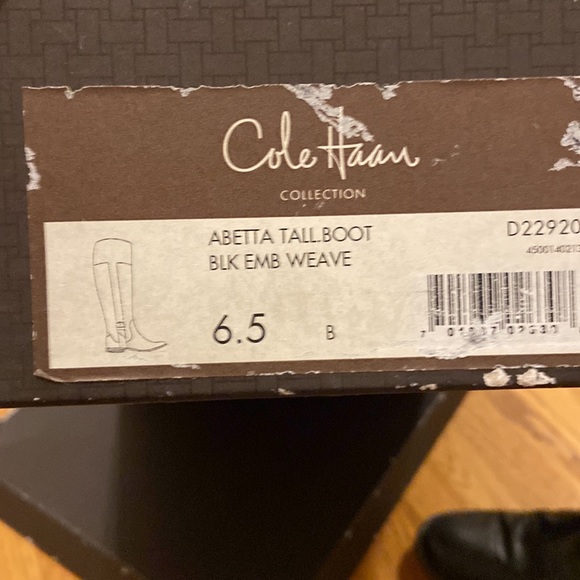 Cole Haan
COLLECTION
ABETTA TALL.BOOT
BLK EMB WEAVE
D22920
6.5 B